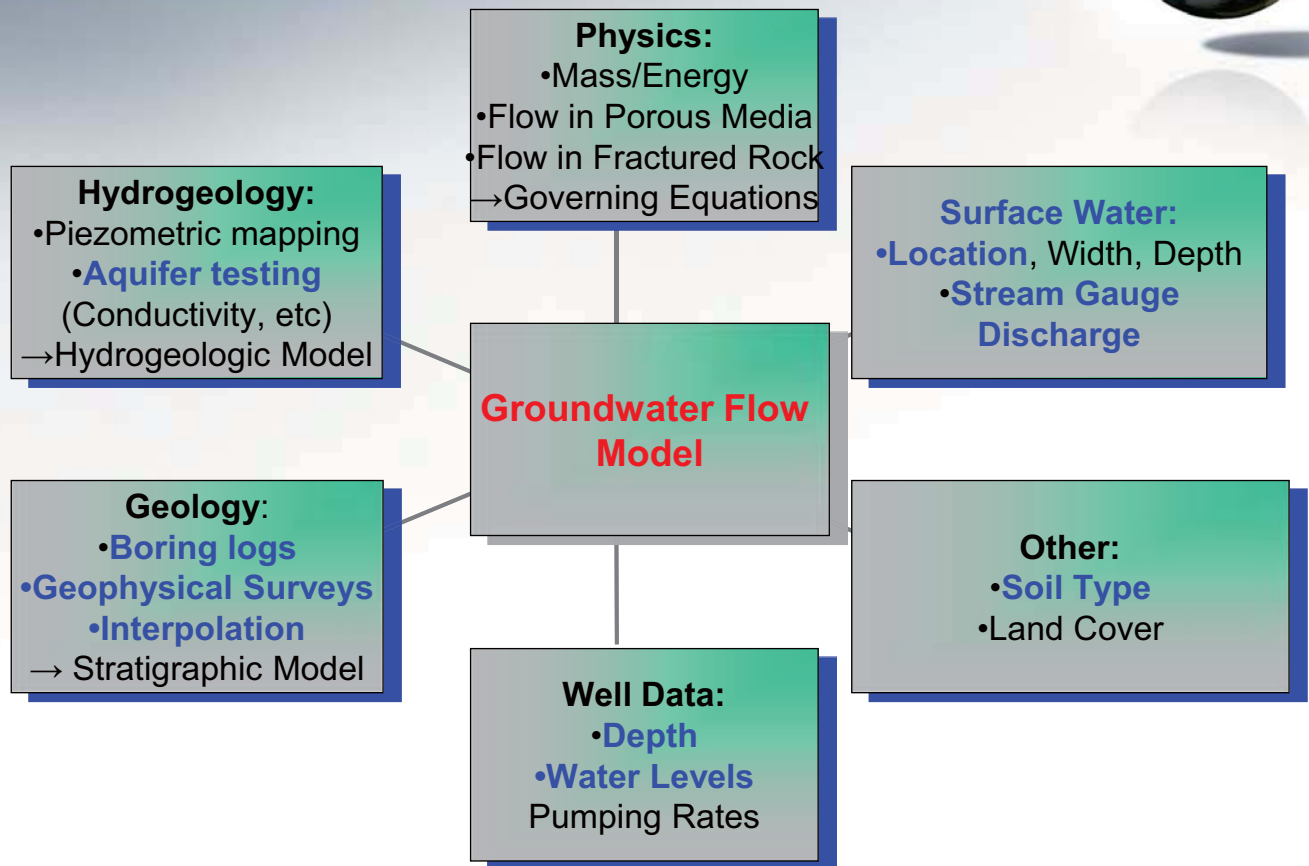 Physics:
•Mass/Energy
•Flow in Porous Media
•Flow in Fractured Rock
→Governing Equations
Hydrogeology:
•Piezometric mapping
•Aquifer testing
(Conductivity, etc)
→Hydrogeologic Model
Surface Water:
•Location, Width, Depth
•Stream Gauge
Discharge
Groundwater Flow
Model
Geology:
•Boring logs
•Geophysical Surveys
•Interpolation
→ Stratigraphic Model
Other:
•Soil Type
•Land Cover
Well Data:
•Depth
•Water Levels
Pumping Rates